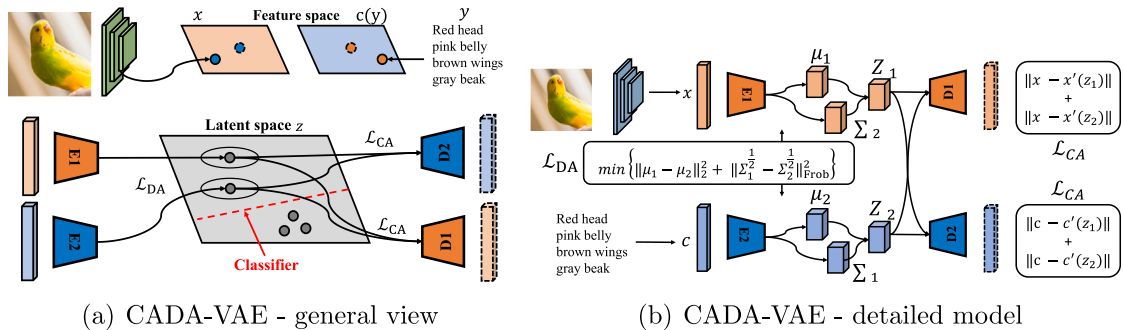 x
Feature space
c(y)
y
Red head
pink belly
brown wings
gray beak
Latent space z
E1
ℒCA
D2
ℒDA
E2
ℒCA
D1
Classifier
(a) CADA-VAE - general view
x
E1
μ1
Z1
Σ2
D1
‖x − x′(z1)‖
+
‖x − x′(z2)‖
ℒCA
ℒDA
min{‖μ1 − μ2‖₂² + ‖Σ1^(1/2) − Σ2^(1/2)‖²Frob}
ℒCA
Red head
pink belly
brown wings
gray beak
c
E2
μ2
Z2
Σ1
D2
‖c − c′(z1)‖
+
‖c − c′(z2)‖
(b) CADA-VAE - detailed model